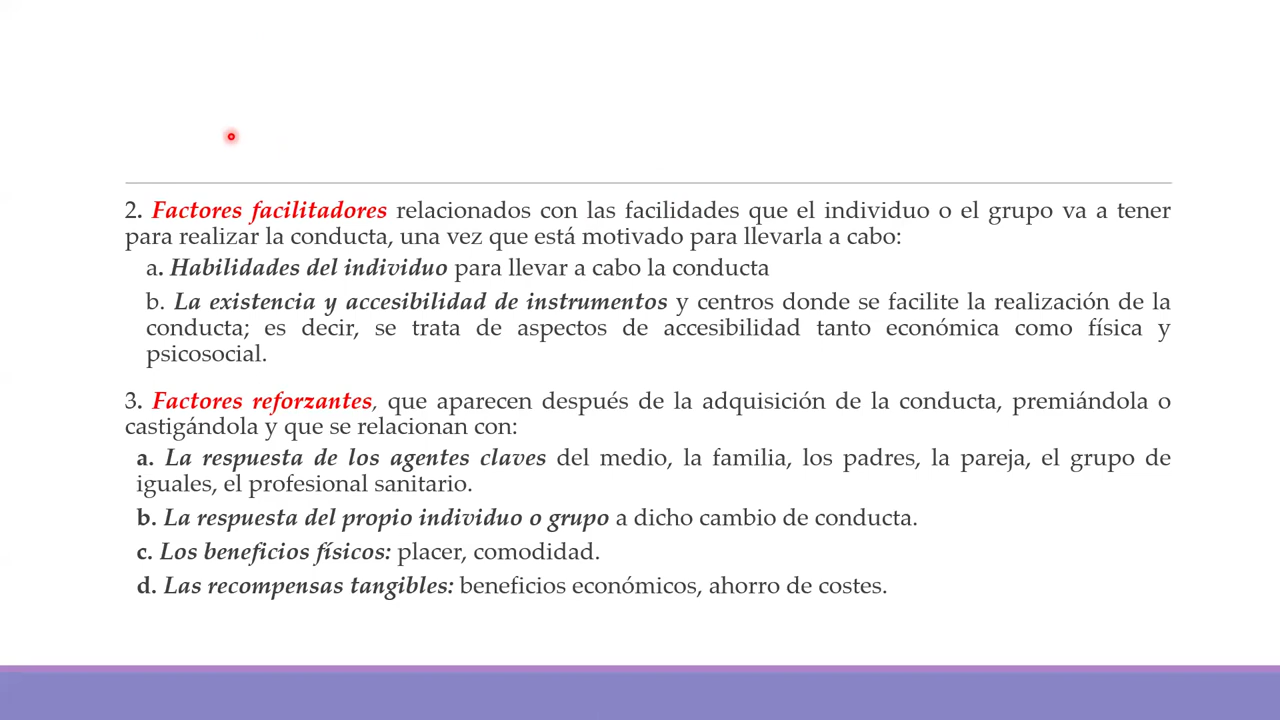 2. Factores facilitadores relacionados con las facilidades que el individuo o el grupo va a tener
para realizar la conducta, una vez que está motivado para llevarla a cabo:
a. Habilidades del individuo para llevar a cabo la conducta
b. La existencia y accesibilidad de instrumentos y centros donde se facilite la realización de la
conducta; es decir, se trata de aspectos de accesibilidad tanto económica como física y
psicosocial.
3. Factores reforzantes, que aparecen después de la adquisición de la conducta, premiándola o
castigándola y que se relacionan con:
a. La respuesta de los agentes claves del medio, la familia, los padres, la pareja, el grupo de
iguales, el profesional sanitario.
b. La respuesta del propio individuo o grupo a dicho cambio de conducta.
c. Los beneficios físicos: placer, comodidad.
d. Las recompensas tangibles: beneficios económicos, ahorro de costes.